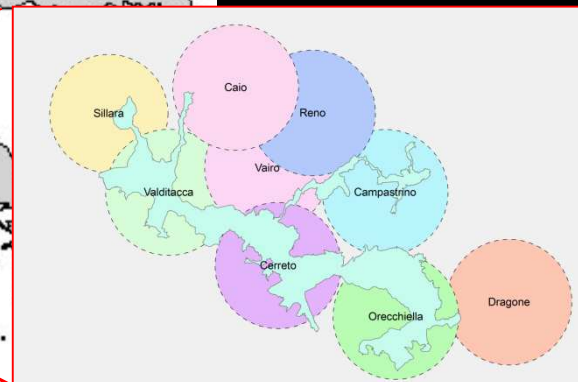 Caio
Sillara
Reno
Vairo
Valditacca
Campastrino
Cerreto
Dragone
Orecchiella